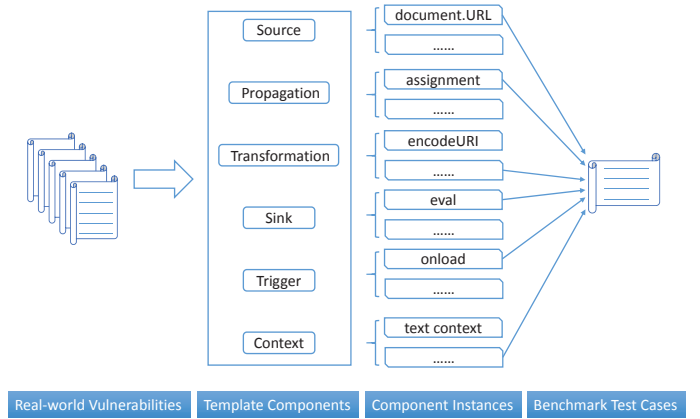 Source
document.URL
......
Propagation
assignment
......
Transformation
encodeURI
......
Sink
eval
......
Trigger
onload
......
Context
text context
......
Real-world Vulnerabilities
Template Components
Component Instances
Benchmark Test Cases